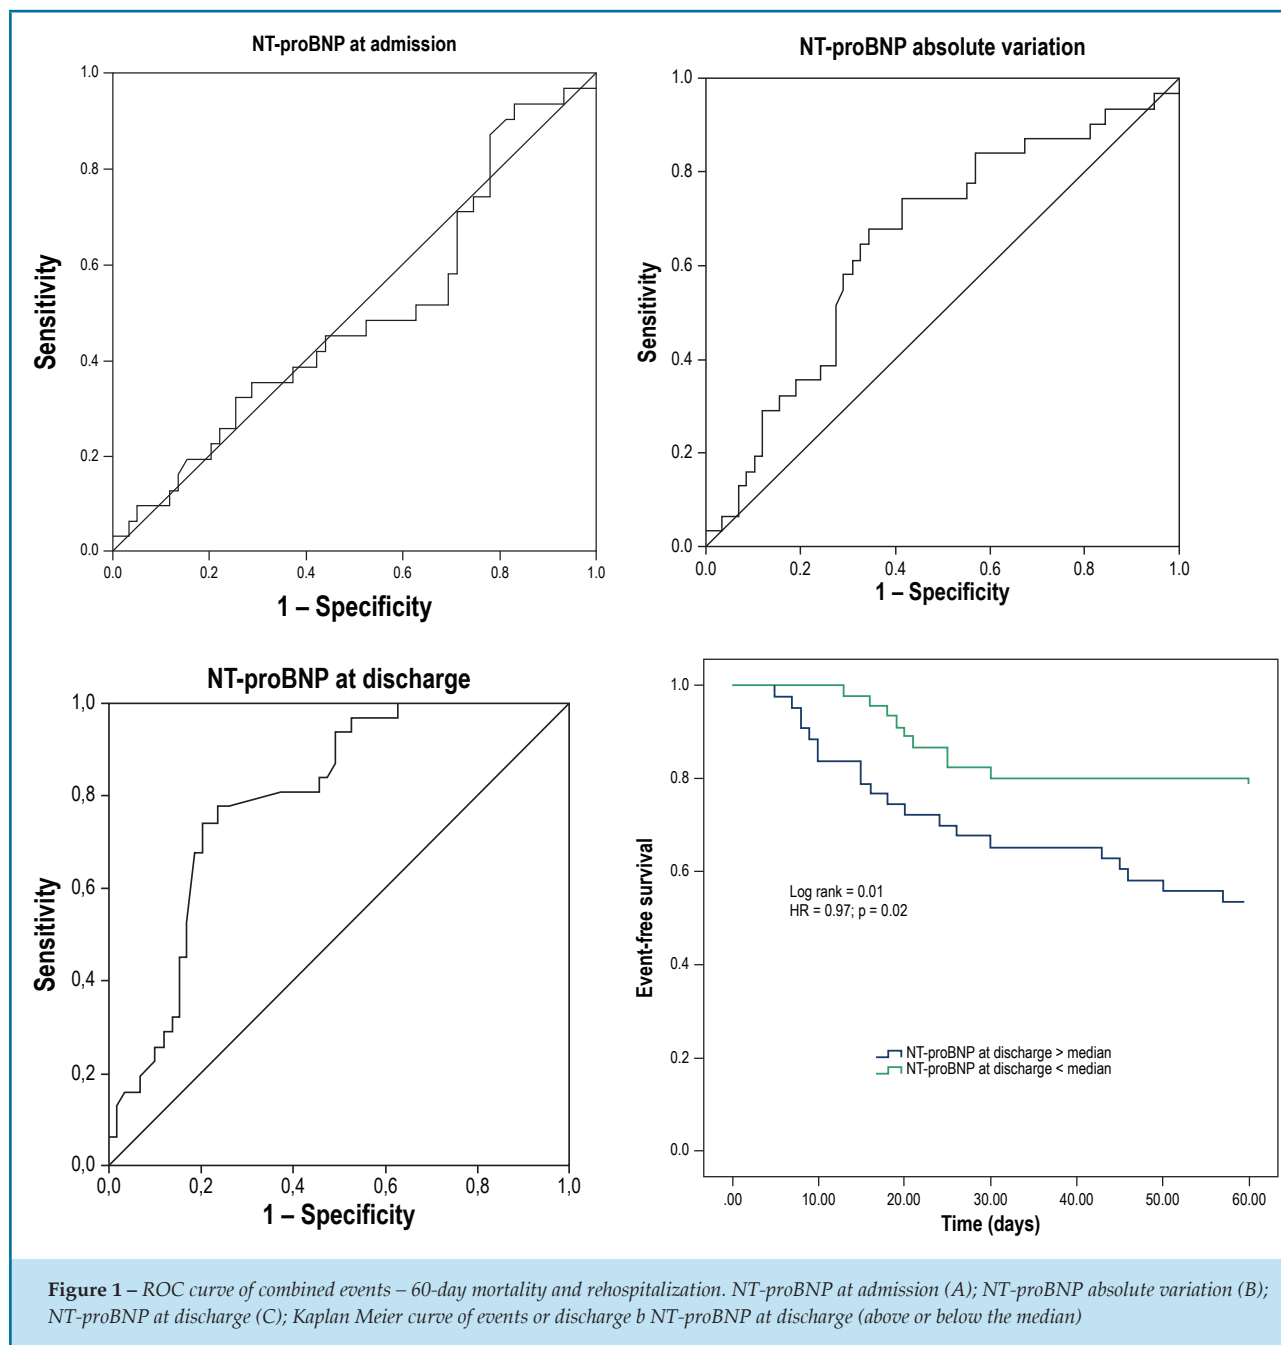 NT-proBNP at admission
1.0
0.8
0.6
0.4
0.2
0.0
Sensitivity
0.0 0.2 0.4 0.6 0.8 1.0
1 – Specificity
NT-proBNP absolute variation
1.0
0.8
0.6
0.4
0.2
0.0
Sensitivity
0.0 0.2 0.4 0.6 0.8 1.0
1 – Specificity
NT-proBNP at discharge
1,0
0,8
0,6
0,4
0,2
0,0
Sensitivity
0,0 0,2 0,4 0,6 0,8 1,0
1 – Specificity
1.0
0.8
0.6
0.4
0.2
0.0
Event-free survival
Log rank = 0.01
HR = 0.97; p = 0.02
NT-proBNP at discharge > median
NT-proBNP at discharge < median
.00 10.00 20.00 30.00 40.00 50.00 60.00
Time (days)
Figure 1 – ROC curve of combined events – 60-day mortality and rehospitalization. NT-proBNP at admission (A); NT-proBNP absolute variation (B);
NT-proBNP at discharge (C); Kaplan Meier curve of events or discharge b NT-proBNP at discharge (above or below the median)